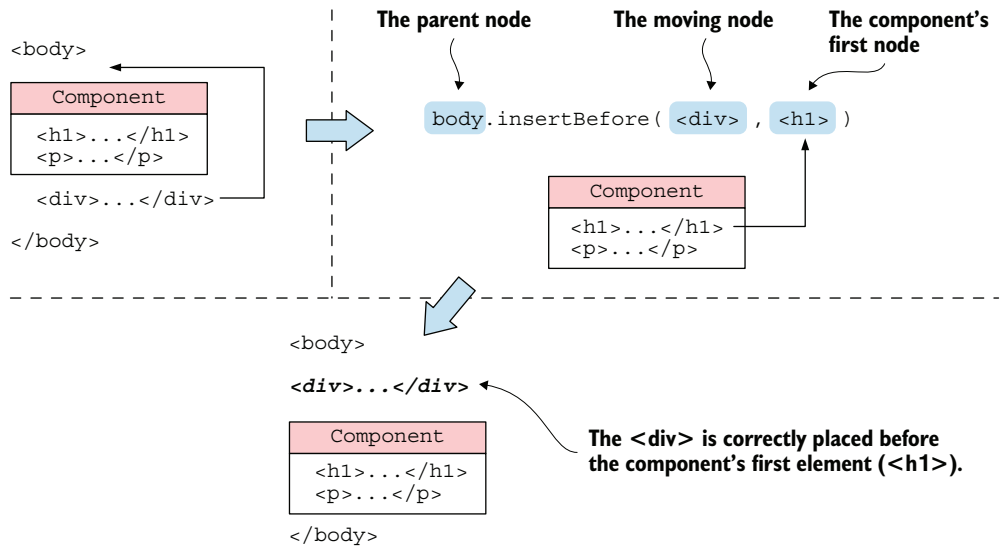 <body>
Component
<h1>...</h1>
<p>...</p>
<div>...</div>
</body>
The parent node
The moving node
The component's
first node
body.insertBefore( <div> , <h1> )
Component
<h1>...</h1>
<p>...</p>
<body>
<div>...</div>
Component
<h1>...</h1>
<p>...</p>
</body>
The <div> is correctly placed before
the component's first element (<h1>).